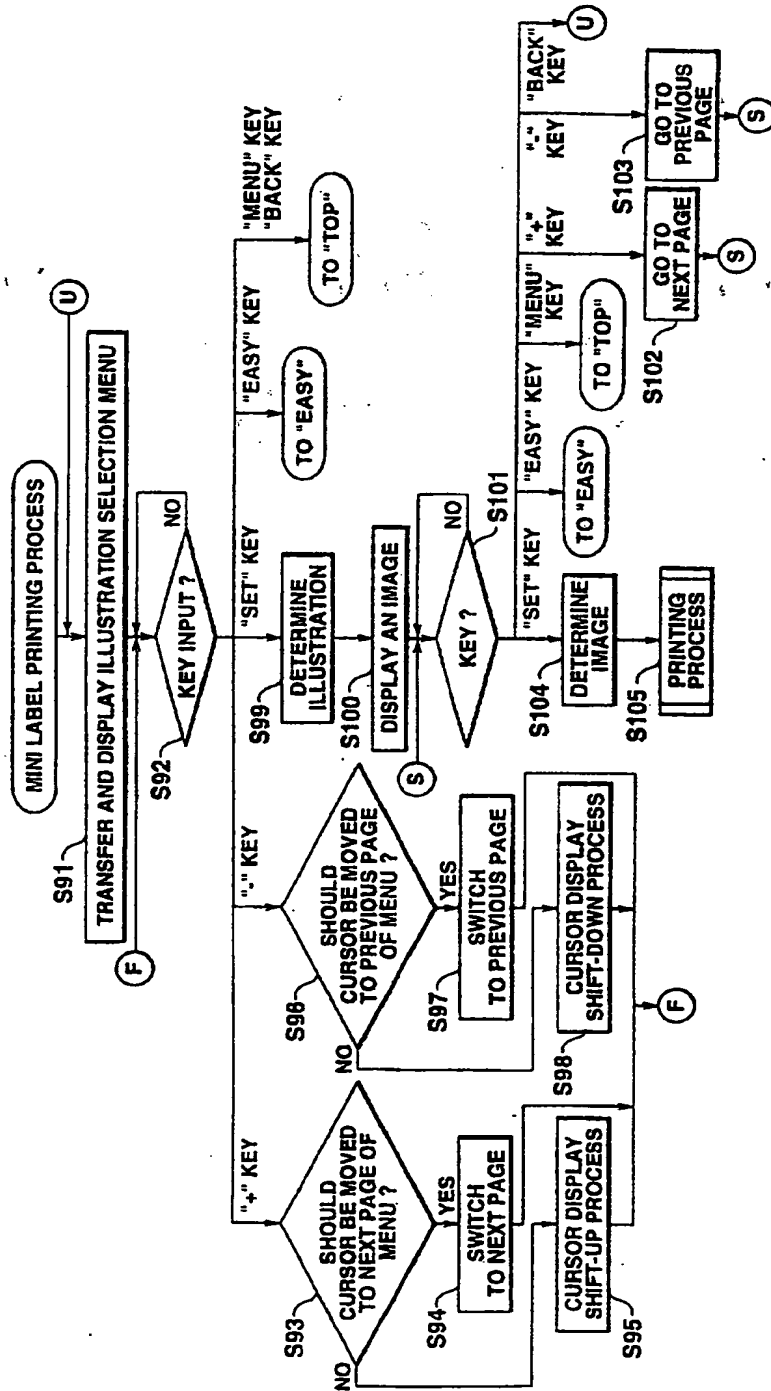 MINI LABEL PRINTING PROCESS
U
S91
TRANSFER AND DISPLAY ILLUSTRATION SELECTION MENU
F
S92
KEY INPUT ?
NO
"+" KEY
"-" KEY
"SET" KEY
"EASY" KEY
"MENU" KEY
"BACK" KEY
S93
SHOULD
CURSOR BE MOVED
TO NEXT PAGE OF
MENU ?
NO
YES
S94
SWITCH
TO NEXT PAGE
S95
CURSOR DISPLAY
SHIFT-UP PROCESS
S96
SHOULD
CURSOR BE MOVED
TO PREVIOUS PAGE
OF MENU ?
NO
YES
S97
SWITCH
TO PREVIOUS PAGE
S98
CURSOR DISPLAY
SHIFT-DOWN PROCESS
F
S99
DETERMINE
ILLUSTRATION
TO "EASY"
TO "TOP"
S100
DISPLAY AN IMAGE
S
KEY ?
NO
S101
"SET" KEY
"EASY" KEY
"MENU"
KEY
"+"
KEY
"-"
KEY
"BACK"
KEY
S104
DETERMINE
IMAGE
TO "EASY"
TO "TOP"
S102
GO TO
NEXT PAGE
S
S103
GO TO
PREVIOUS
PAGE
S
U
S105
PRINTING
PROCESS